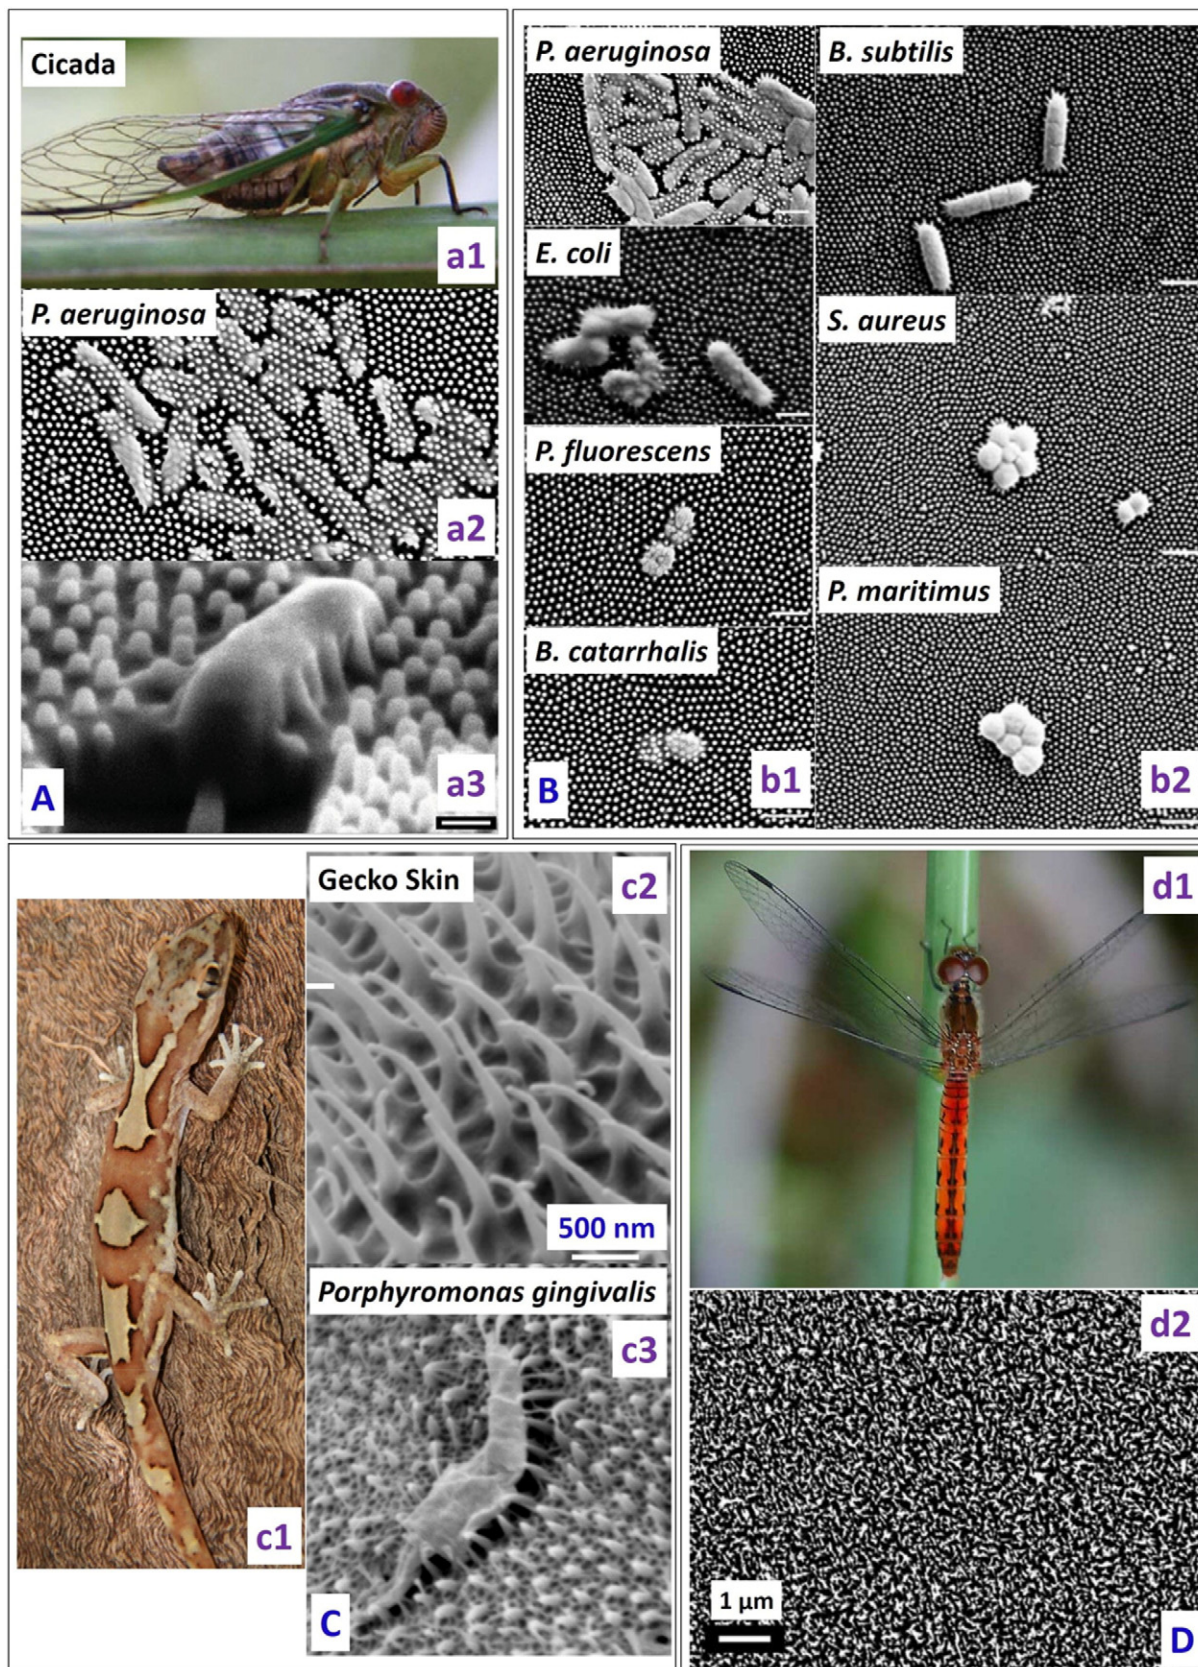 Cicada
a1
P. aeruginosa
a2
A
a3
P. aeruginosa
E. coli
P. fluorescens
B. catarrhalis
B
b1
B. subtilis
S. aureus
P. maritimus
b2
c1
Gecko Skin
c2
500 nm
Porphyromonas gingivalis
c3
C
d1
d2
1 µm
D